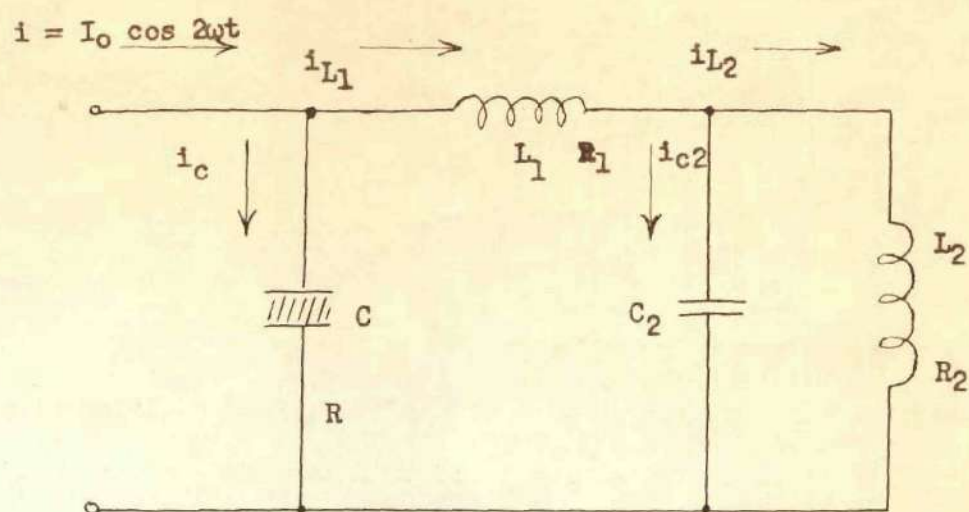 i = I₀ cos 2ωt
i_L₁
i_L₂
i_c
L₁ R₁
i_c2
L₂
C
C₂
R₂
R